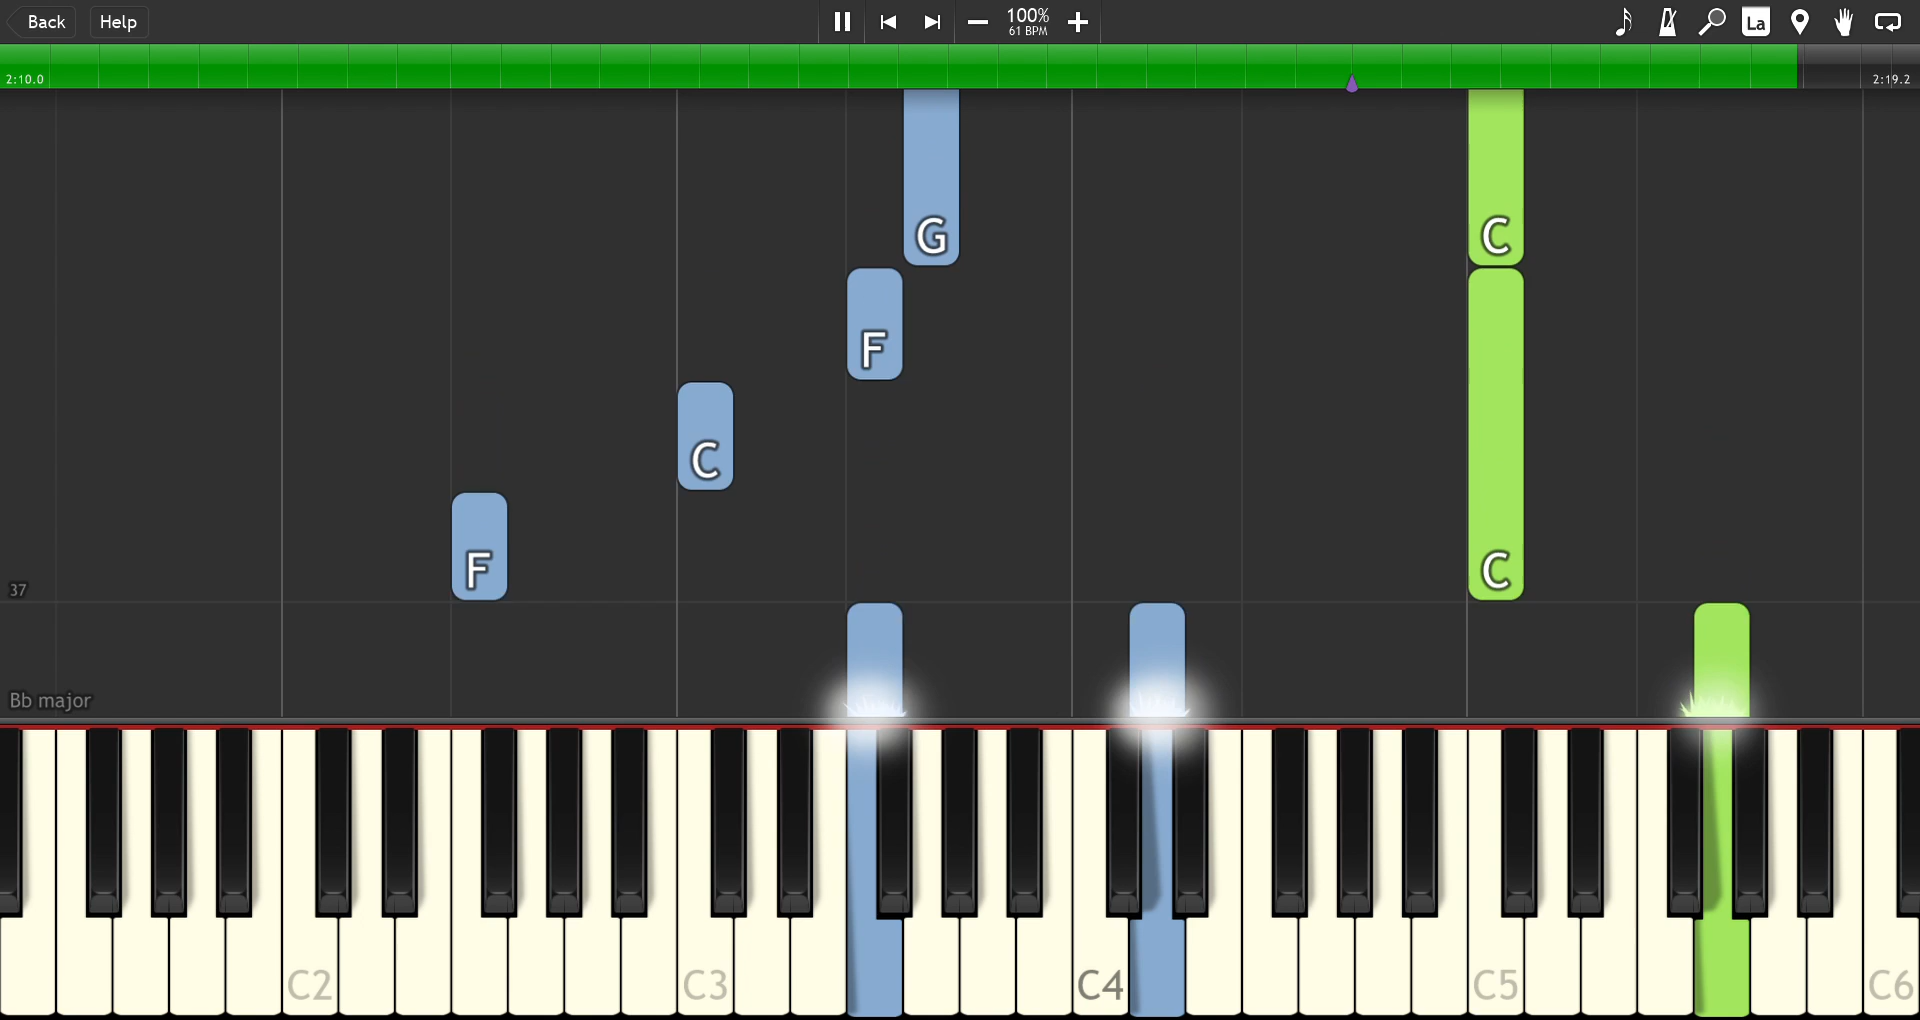 Back
Help
100%
61 BPM
La
2:10.0
2:19.2
G
C
F
C
F
C
37
Bb major
C2
C3
C4
C5
C6